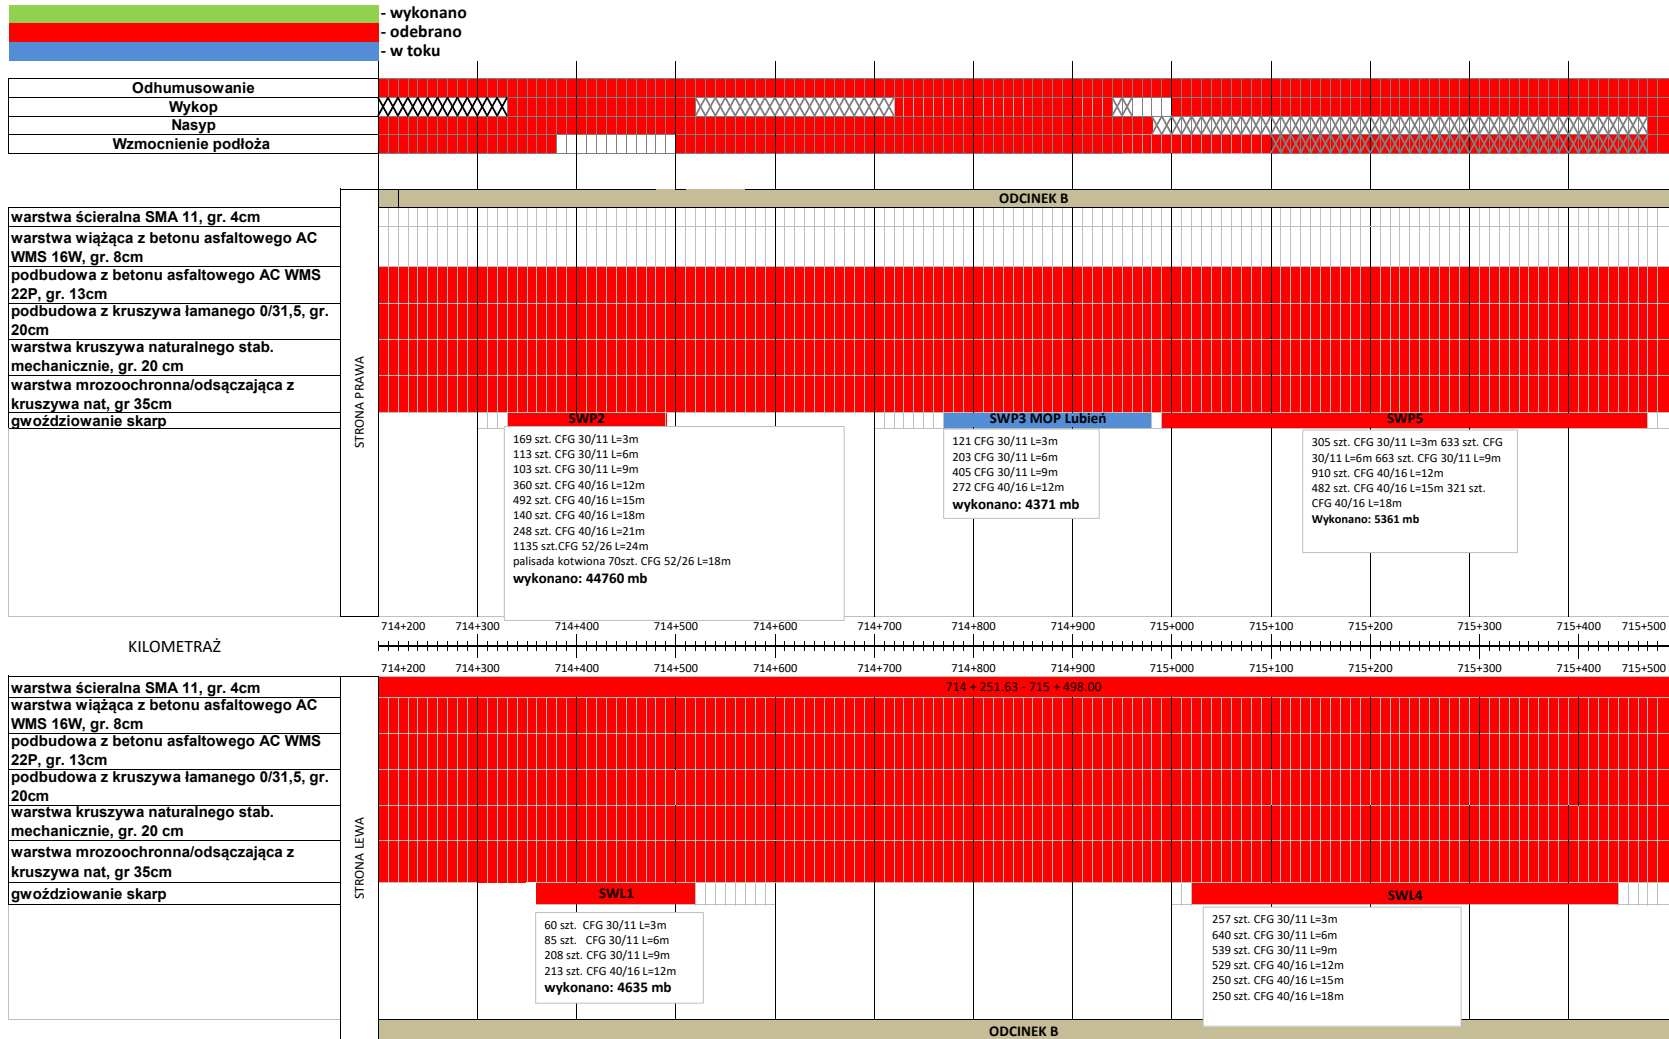 - wykonano
- odebrano
- w toku
Odhumusowanie
Wykop
Nasyp
Wzmocnienie podłoża
ODCINEK B
STRONA PRAWA
warstwa ścieralna SMA 11, gr. 4cm
warstwa wiążąca z betonu asfaltowego AC
WMS 16W, gr. 8cm
podbudowa z betonu asfaltowego AC WMS
22P, gr. 13cm
podbudowa z kruszywa łamanego 0/31,5, gr.
20cm
warstwa kruszywa naturalnego stab.
mechanicznie, gr. 20 cm
warstwa mrozoochronna/odsączająca z
kruszywa nat, gr 35cm
gwoździowanie skarp
SWP2
SWP3 MOP Lubień
SWP5
169 szt. CFG 30/11 L=3m
113 szt. CFG 30/11 L=6m
103 szt. CFG 30/11 L=9m
360 szt. CFG 40/16 L=12m
492 szt. CFG 40/16 L=15m
140 szt. CFG 40/16 L=18m
248 szt. CFG 40/16 L=21m
1135 szt.CFG 52/26 L=24m
palisada kotwiona 70szt. CFG 52/26 L=18m
wykonano: 44760 mb
121 CFG 30/11 L=3m
203 CFG 30/11 L=6m
405 CFG 30/11 L=9m
272 CFG 40/16 L=12m
wykonano: 4371 mb
305 szt. CFG 30/11 L=3m 633 szt. CFG
30/11 L=6m 663 szt. CFG 30/11 L=9m
910 szt. CFG 40/16 L=12m
482 szt. CFG 40/16 L=15m 321 szt.
CFG 40/16 L=18m
Wykonano: 5361 mb
714+200 714+300 714+400 714+500 714+600 714+700 714+800 714+900 715+000 715+100 715+200 715+300 715+400 715+500
KILOMETRAŻ
714+200 714+300 714+400 714+500 714+600 714+700 714+800 714+900 715+000 715+100 715+200 715+300 715+400 715+500
STRONA LEWA
warstwa ścieralna SMA 11, gr. 4cm
714 + 251.63 - 715 + 498.00
warstwa wiążąca z betonu asfaltowego AC
WMS 16W, gr. 8cm
podbudowa z betonu asfaltowego AC WMS
22P, gr. 13cm
podbudowa z kruszywa łamanego 0/31,5, gr.
20cm
warstwa kruszywa naturalnego stab.
mechanicznie, gr. 20 cm
warstwa mrozoochronna/odsączająca z
kruszywa nat, gr 35cm
gwoździowanie skarp
SWL1
SWL4
60 szt. CFG 30/11 L=3m
85 szt. CFG 30/11 L=6m
208 szt. CFG 30/11 L=9m
213 szt. CFG 40/16 L=12m
wykonano: 4635 mb
257 szt. CFG 30/11 L=3m
640 szt. CFG 30/11 L=6m
539 szt. CFG 30/11 L=9m
529 szt. CFG 40/16 L=12m
250 szt. CFG 40/16 L=15m
250 szt. CFG 40/16 L=18m
ODCINEK B